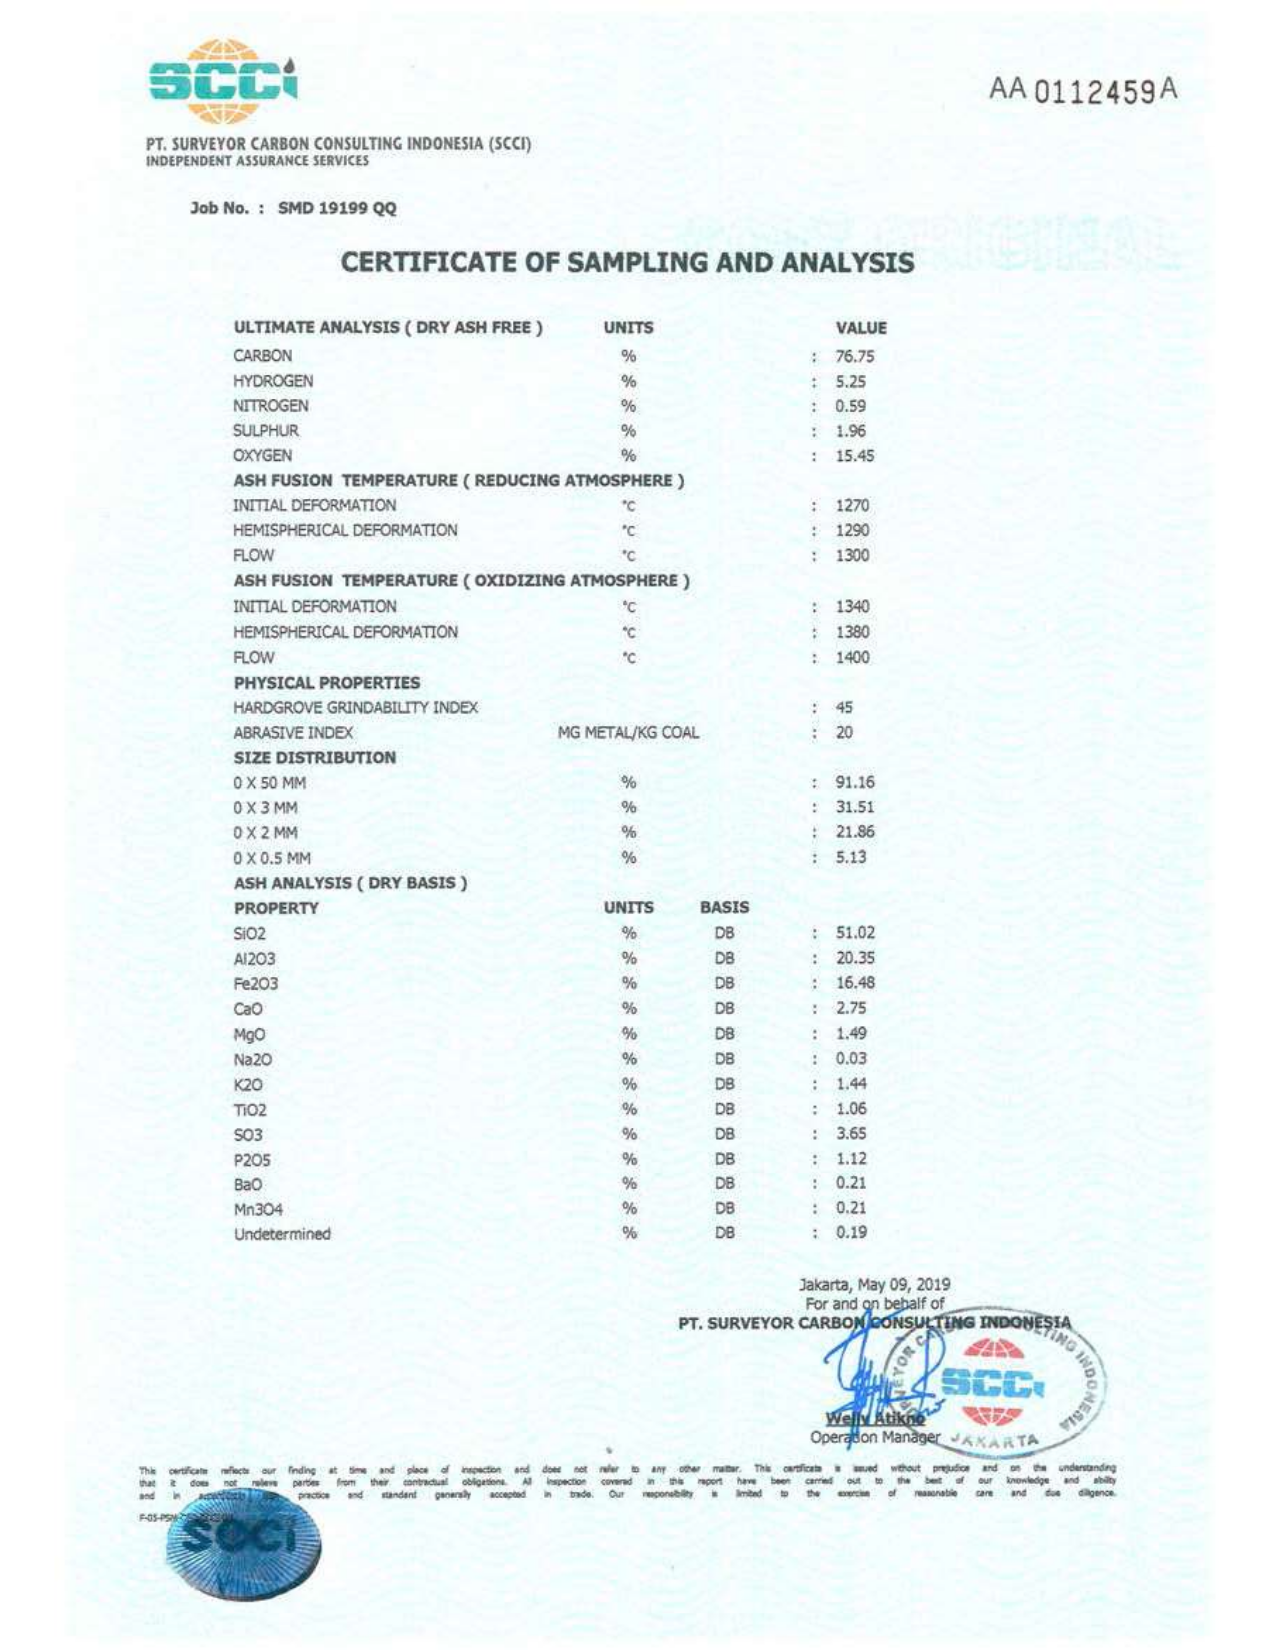 SCCI
AA 0112459 A
PT. SURVEYOR CARBON CONSULTING INDONESIA (SCCI)
INDEPENDENT ASSURANCE SERVICES
Job No. : SMD 19199 QQ
CERTIFICATE OF SAMPLING AND ANALYSIS
ULTIMATE ANALYSIS ( DRY ASH FREE ) UNITS VALUE
CARBON % : 76.75
HYDROGEN % : 5.25
NITROGEN % : 0.59
SULPHUR % : 1.96
OXYGEN % : 15.45
ASH FUSION TEMPERATURE ( REDUCING ATMOSPHERE )
INITIAL DEFORMATION °C : 1270
HEMISPHERICAL DEFORMATION °C : 1290
FLOW °C : 1300
ASH FUSION TEMPERATURE ( OXIDIZING ATMOSPHERE )
INITIAL DEFORMATION °C : 1340
HEMISPHERICAL DEFORMATION °C : 1380
FLOW °C : 1400
PHYSICAL PROPERTIES
HARDGROVE GRINDABILITY INDEX : 45
ABRASIVE INDEX MG METAL/KG COAL : 20
SIZE DISTRIBUTION
0 X 50 MM % : 91.16
0 X 3 MM % : 31.51
0 X 2 MM % : 21.86
0 X 0.5 MM % : 5.13
ASH ANALYSIS ( DRY BASIS )
PROPERTY UNITS BASIS
SiO2 % DB : 51.02
Al2O3 % DB : 20.35
Fe2O3 % DB : 16.48
CaO % DB : 2.75
MgO % DB : 1.49
Na2O % DB : 0.03
K2O % DB : 1.44
TiO2 % DB : 1.06
SO3 % DB : 3.65
P2O5 % DB : 1.12
BaO % DB : 0.21
Mn3O4 % DB : 0.21
Undetermined % DB : 0.19
Jakarta, May 09, 2019
For and on behalf of
PT. SURVEYOR CARBON CONSULTING INDONESIA
SCCI
JAKARTA
Welly Atikno
Operation Manager
This certificate reflects our finding at time and place of inspection and does not refer to any other matter. This certificate is issued without prejudice and on the understanding
that it does not relieve parties from their contractual obligations. All inspection covered in this report have been carried out to the best of our knowledge and ability
and in practice and standard generally accepted in trade. Our responsibility is limited to the exercise of reasonable care and due diligence.
SCCI